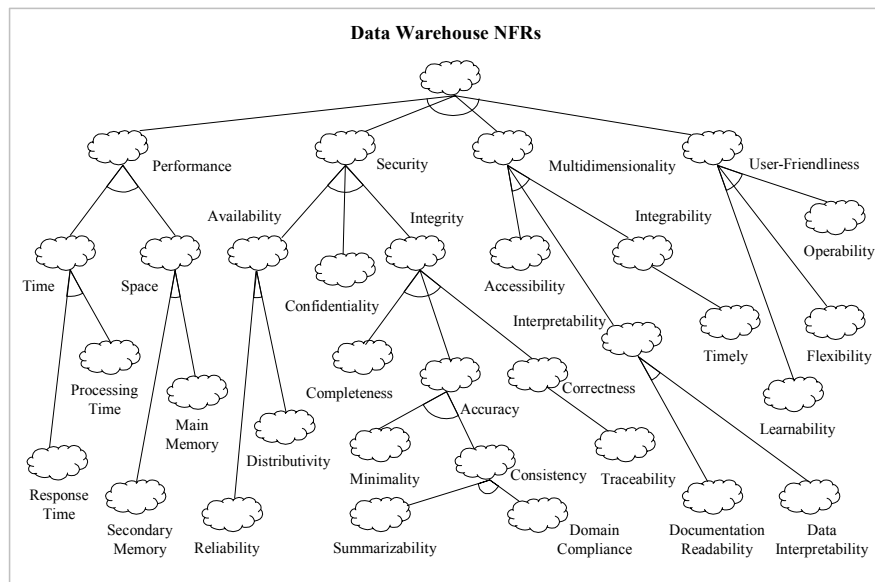 Data Warehouse NFRs
Performance
Security
Multidimensionality
User-Friendliness
Availability
Integrity
Integrability
Operability
Time
Space
Confidentiality
Accessibility
Interpretability
Timely
Flexibility
Processing
Time
Completeness
Correctness
Main
Memory
Accuracy
Learnability
Distributivity
Minimality
Consistency
Traceability
Response
Time
Secondary
Memory
Reliability
Summarizability
Domain
Compliance
Documentation
Readability
Data
Interpretability